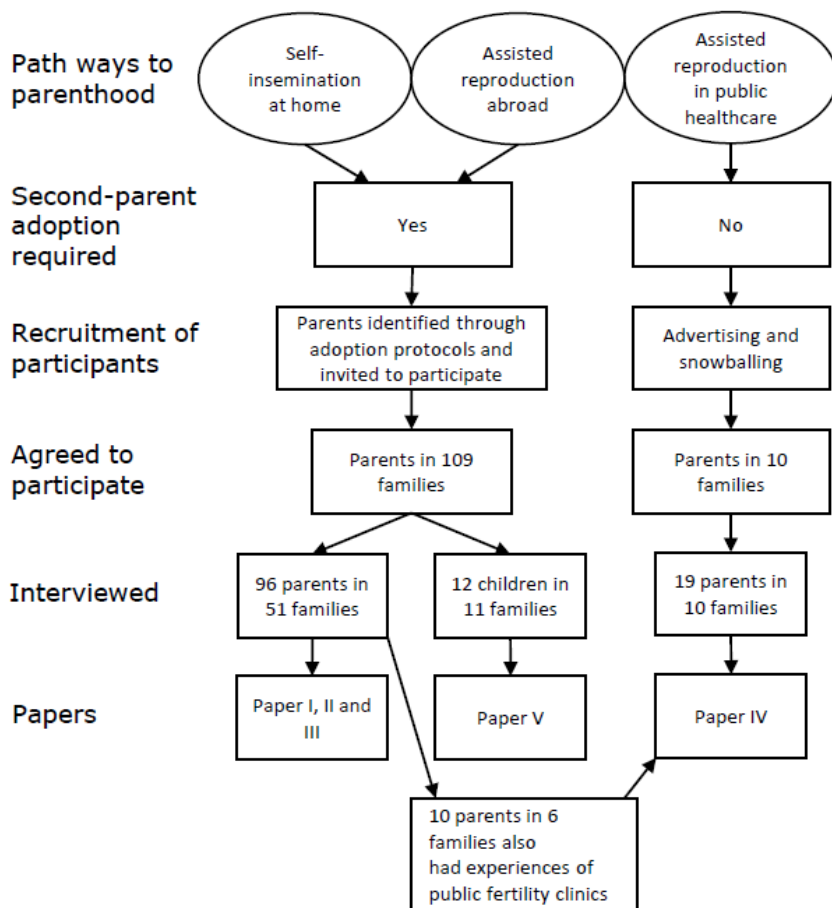 Path ways to
parenthood
Self-
insemination
at home
Assisted
reproduction
abroad
Assisted
reproduction
in public
healthcare
Second-parent
adoption
required
Yes
No
Recruitment of
participants
Parents identified through
adoption protocols and
invited to participate
Advertising and
snowballing
Agreed to
participate
Parents in 109
families
Parents in 10
families
Interviewed
96 parents in
51 families
12 children in
11 families
19 parents in
10 families
Papers
Paper I, II and
III
Paper V
Paper IV
10 parents in 6
families also
had experiences of
public fertility clinics